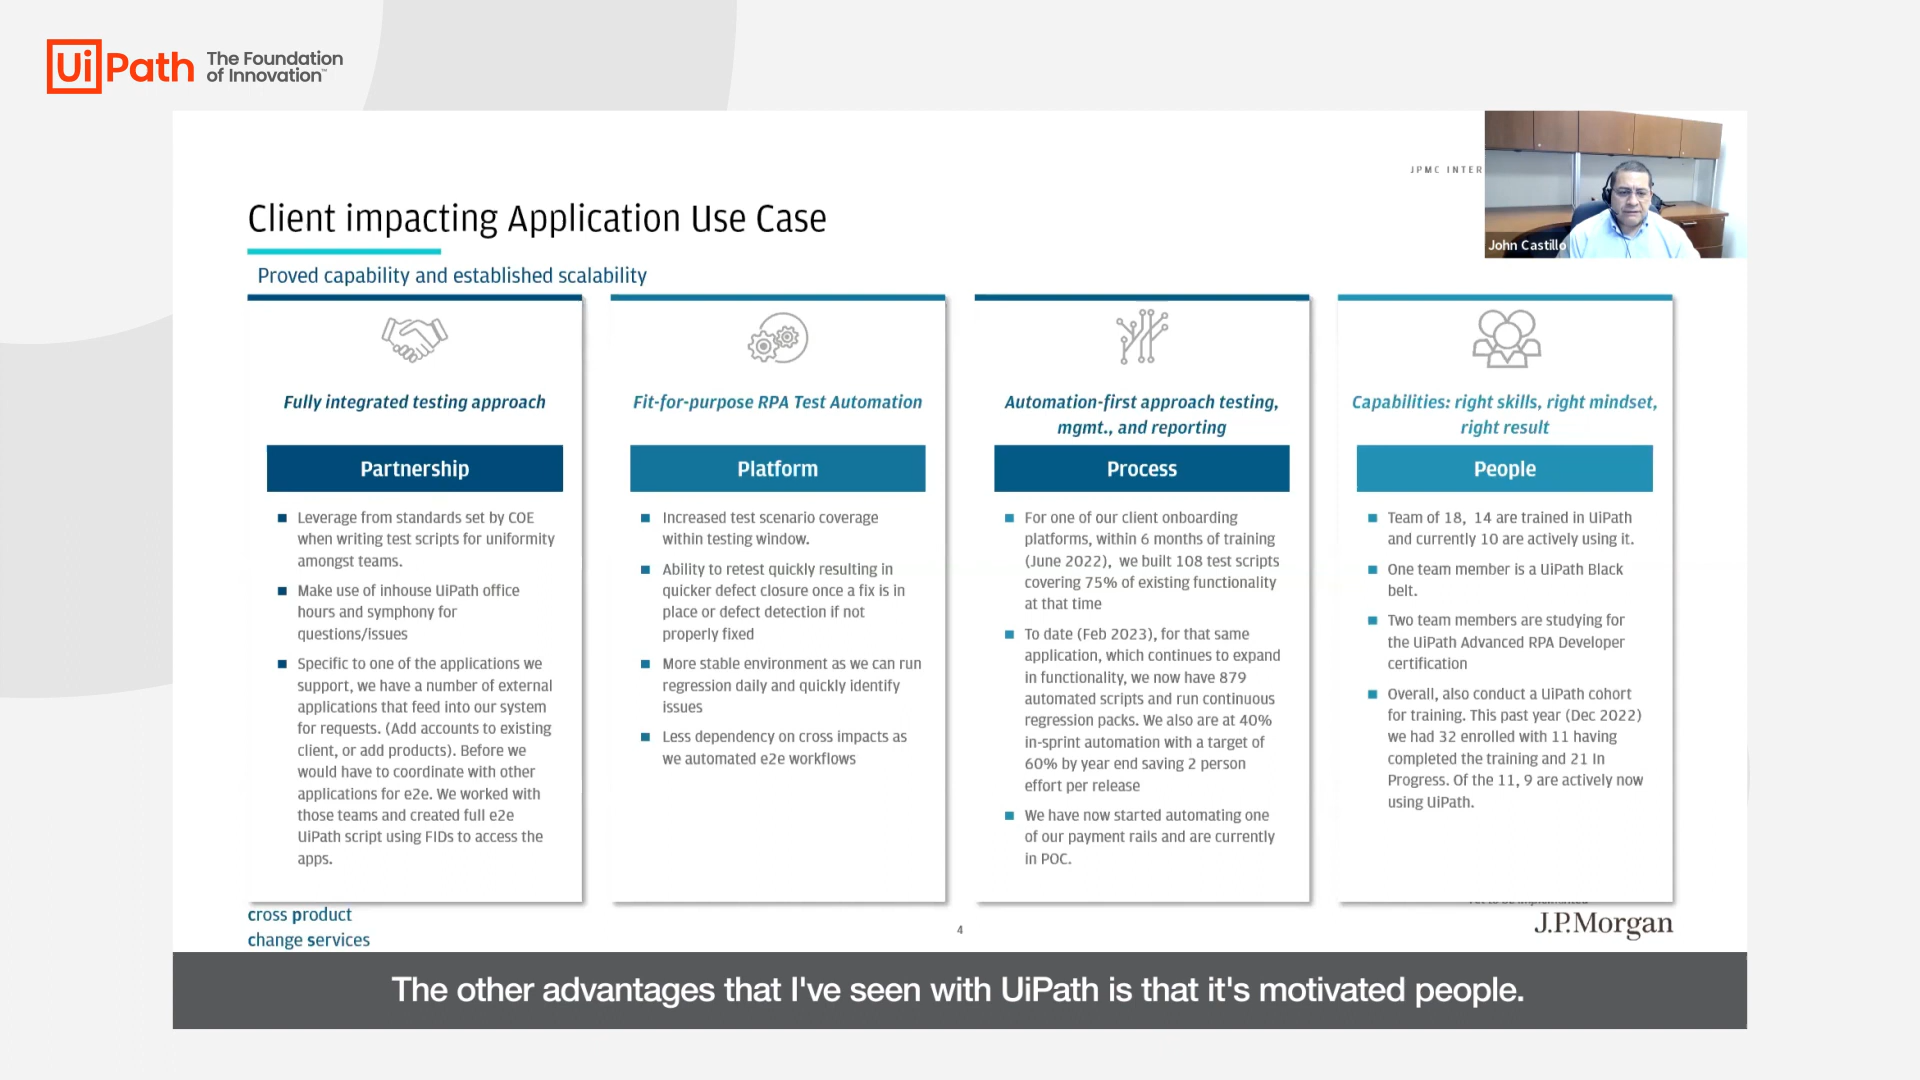 UiPath The Foundation
of Innovation™
JPMC INTER
John Castillo
Client impacting Application Use Case
Proved capability and established scalability
Fully integrated testing approach
Partnership
Leverage from standards set by COE
when writing test scripts for uniformity
amongst teams.
Make use of inhouse UiPath office
hours and symphony for
questions/issues
Specific to one of the applications we
support, we have a number of external
applications that feed into our system
for requests. (Add accounts to existing
client, or add products). Before we
would have to coordinate with other
applications for e2e. We worked with
those teams and created full e2e
UiPath script using FIDs to access the
apps.
Fit-for-purpose RPA Test Automation
Platform
Increased test scenario coverage
within testing window.
Ability to retest quickly resulting in
quicker defect closure once a fix is in
place or defect detection if not
properly fixed
More stable environment as we can run
regression daily and quickly identify
issues
Less dependency on cross impacts as
we automated e2e workflows
Automation-first approach testing,
mgmt., and reporting
Process
For one of our client onboarding
platforms, within 6 months of training
(June 2022), we built 108 test scripts
covering 75% of existing functionality
at that time
To date (Feb 2023), for that same
application, which continues to expand
in functionality, we now have 879
automated scripts and run continuous
regression packs. We also are at 40%
in-sprint automation with a target of
60% by year end saving 2 person
effort per release
We have now started automating one
of our payment rails and are currently
in POC.
Capabilities: right skills, right mindset,
right result
People
Team of 18, 14 are trained in UiPath
and currently 10 are actively using it.
One team member is a UiPath Black
belt.
Two team members are studying for
the UiPath Advanced RPA Developer
certification
Overall, also conduct a UiPath cohort
for training. This past year (Dec 2022)
we had 32 enrolled with 11 having
completed the training and 21 In
Progress. Of the 11, 9 are actively now
using UiPath.
cross product
change services
4
J.P.Morgan
The other advantages that I've seen with UiPath is that it's motivated people.